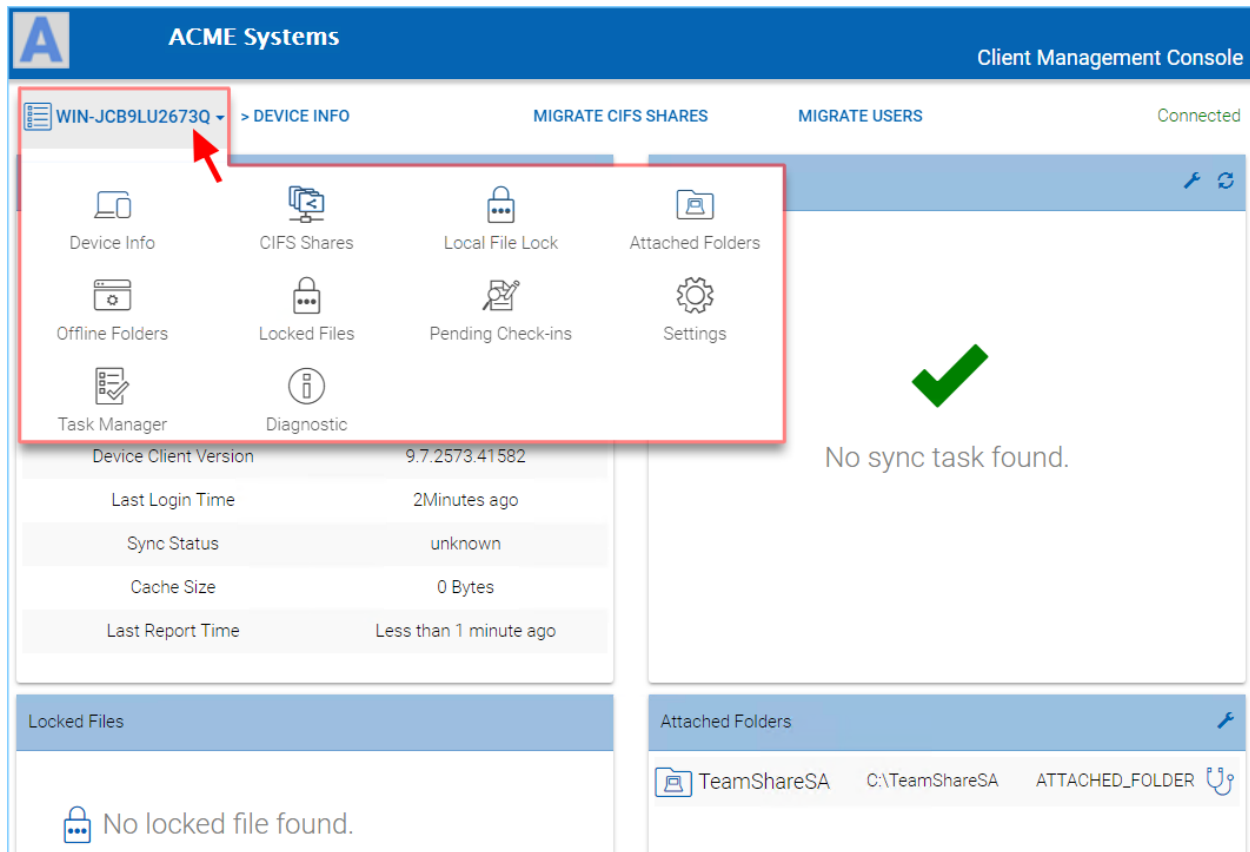 A
ACME Systems
Client Management Console
WIN-JCB9LU2673Q
> DEVICE INFO
MIGRATE CIFS SHARES
MIGRATE USERS
Connected
Device Info
CIFS Shares
Local File Lock
Attached Folders
Offline Folders
Locked Files
Pending Check-ins
Settings
Task Manager
Diagnostic
Device Client Version 9.7.2573.41582
Last Login Time 2Minutes ago
Sync Status unknown
Cache Size 0 Bytes
Last Report Time Less than 1 minute ago
No sync task found.
Locked Files
No locked file found.
Attached Folders
TeamShareSA C:\TeamShareSA ATTACHED_FOLDER